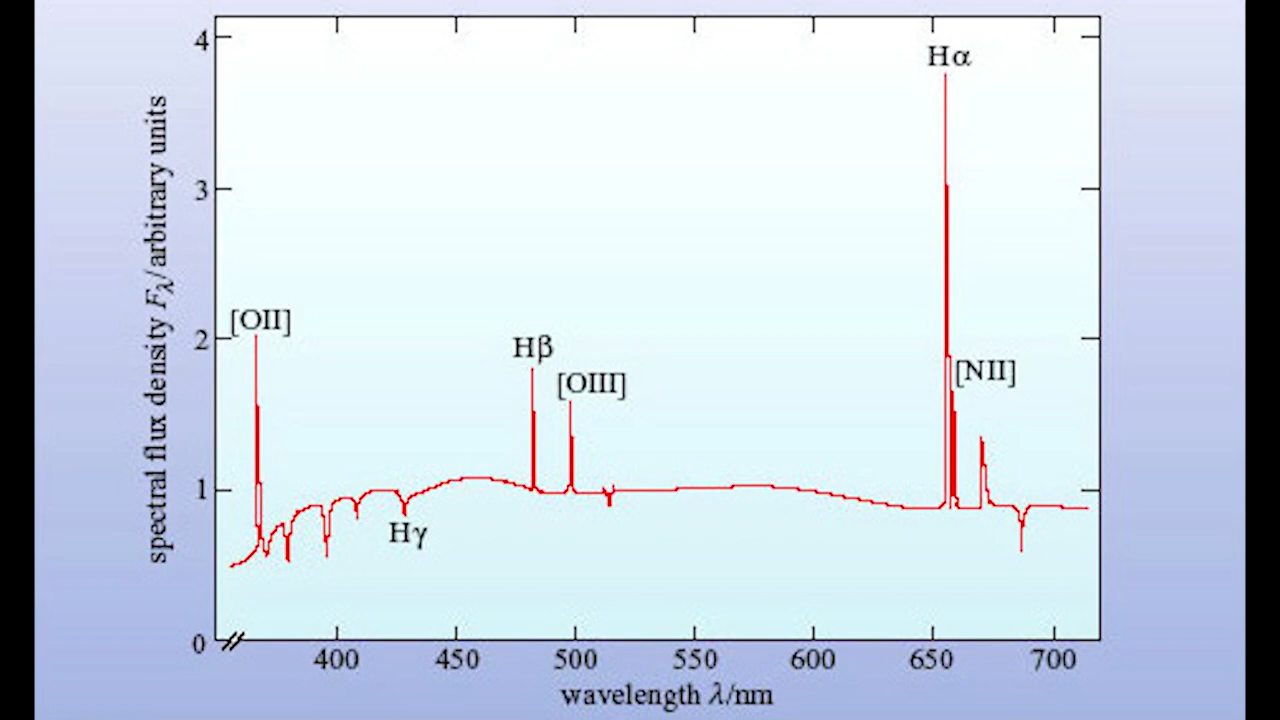 4
Hα
3
spectral flux density Fλ/arbitrary units
[OII]
2
Hβ
[OIII]
[NII]
1
Hγ
0
400 450 500 550 600 650 700
wavelength λ/nm